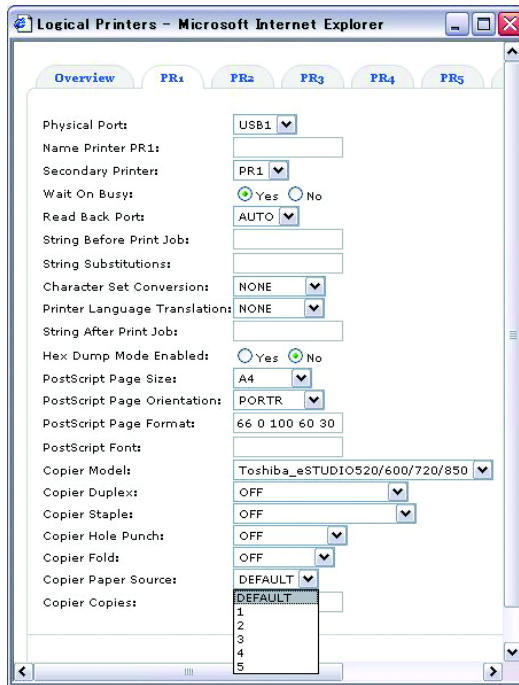 Logical Printers - Microsoft Internet Explorer
Overview PR1 PR2 PR3 PR4 PR5
Physical Port: USB1
Name Printer PR1:
Secondary Printer: PR1
Wait On Busy: Yes No
Read Back Port: AUTO
String Before Print Job:
String Substitutions:
Character Set Conversion: NONE
Printer Language Translation: NONE
String After Print Job:
Hex Dump Mode Enabled: Yes No
PostScript Page Size: A4
PostScript Page Orientation: PORTR
PostScript Page Format: 66 0 100 60 30
PostScript Font:
Copier Model: Toshiba_eSTUDIO520/600/720/850
Copier Duplex: OFF
Copier Staple: OFF
Copier Hole Punch: OFF
Copier Fold: OFF
Copier Paper Source: DEFAULT
Copier Copies: DEFAULT
1
2
3
4
5